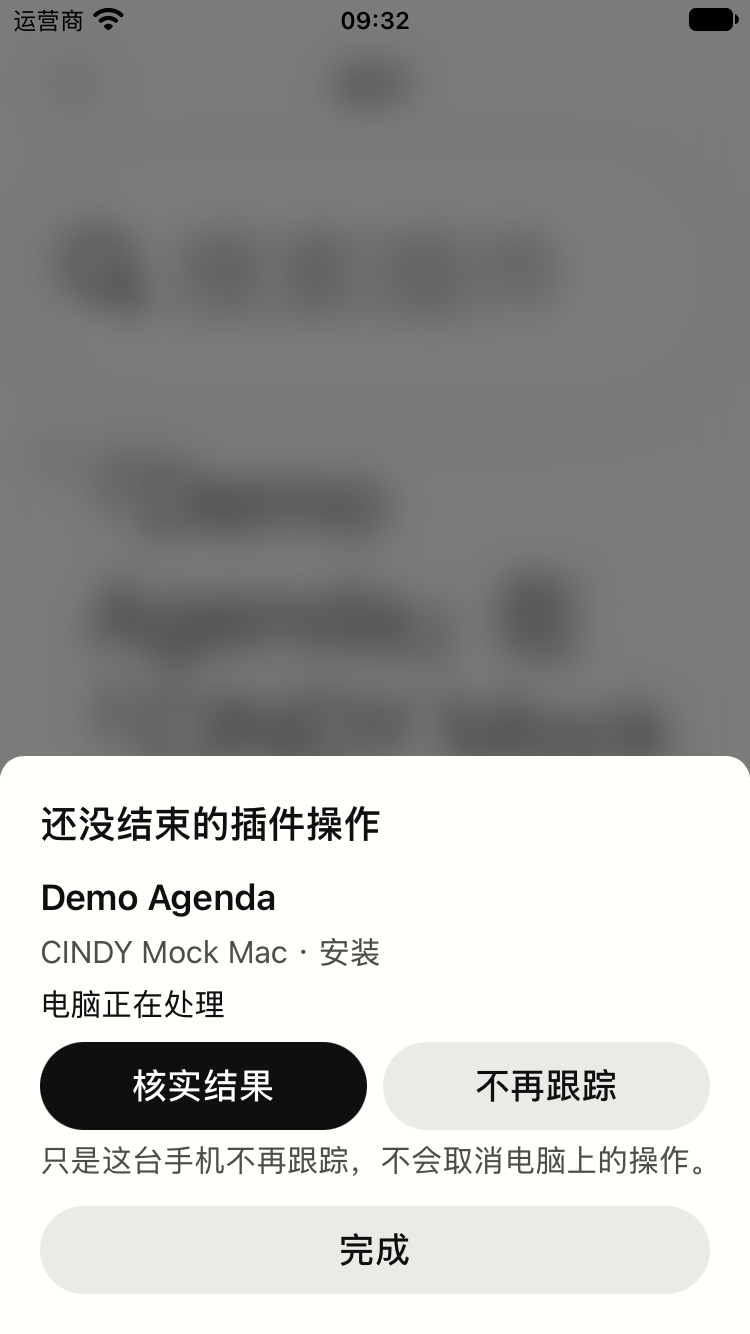 运营商
09:32
还没结束的插件操作
Demo Agenda
CINDY Mock Mac · 安装
电脑正在处理
核实结果
不再跟踪
只是这台手机不再跟踪，不会取消电脑上的操作。
完成